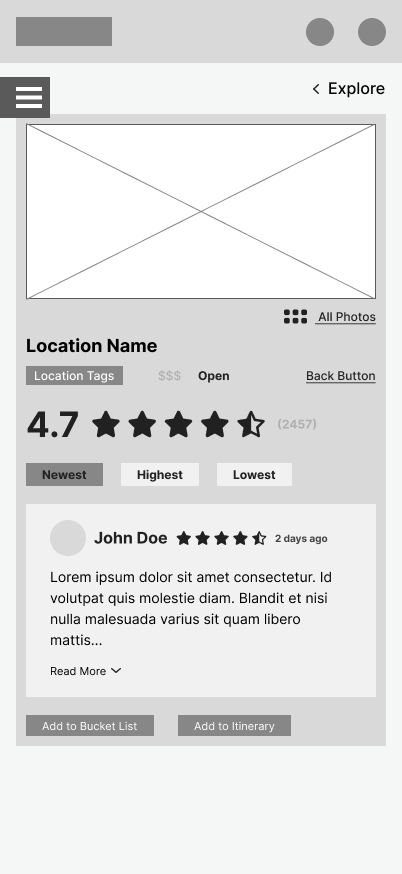 Explore
All Photos
Location Name
Location Tags $$$ Open Back Button
4.7 (2457)
Newest Highest Lowest
John Doe 2 days ago
Lorem ipsum dolor sit amet consectetur. Id
volutpat quis molestie diam. Blandit et nisi
nulla malesuada varius sit quam libero
mattis...
Read More
Add to Bucket List Add to Itinerary